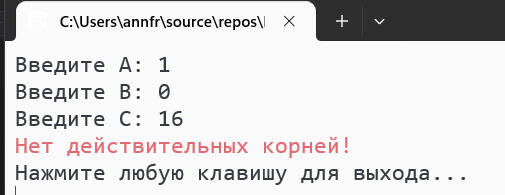 C:\Users\annfr\source\repos\
Введите A: 1
Введите B: 0
Введите C: 16
Нет действительных корней!
Нажмите любую клавишу для выхода...